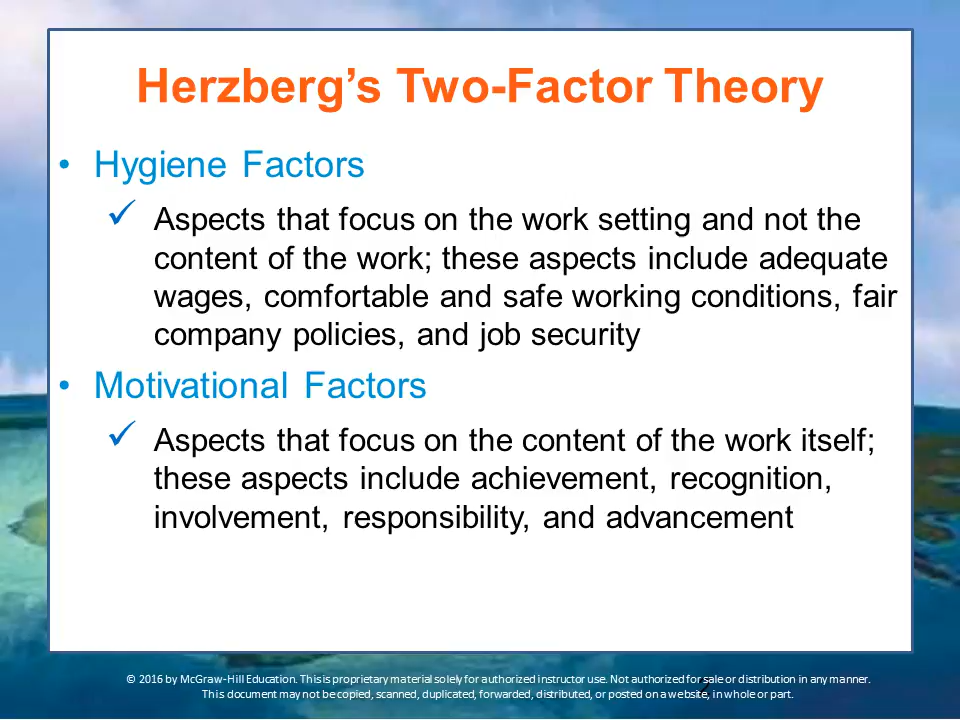 Herzberg’s Two-Factor Theory
• Hygiene Factors
✓ Aspects that focus on the work setting and not the
content of the work; these aspects include adequate
wages, comfortable and safe working conditions, fair
company policies, and job security
• Motivational Factors
✓ Aspects that focus on the content of the work itself;
these aspects include achievement, recognition,
involvement, responsibility, and advancement
© 2016 by McGraw-Hill Education. This is proprietary material solely for authorized instructor use. Not authorized for sale or distribution in any manner.
This document may not be copied, scanned, duplicated, forwarded, distributed, or posted on a website, in whole or part.